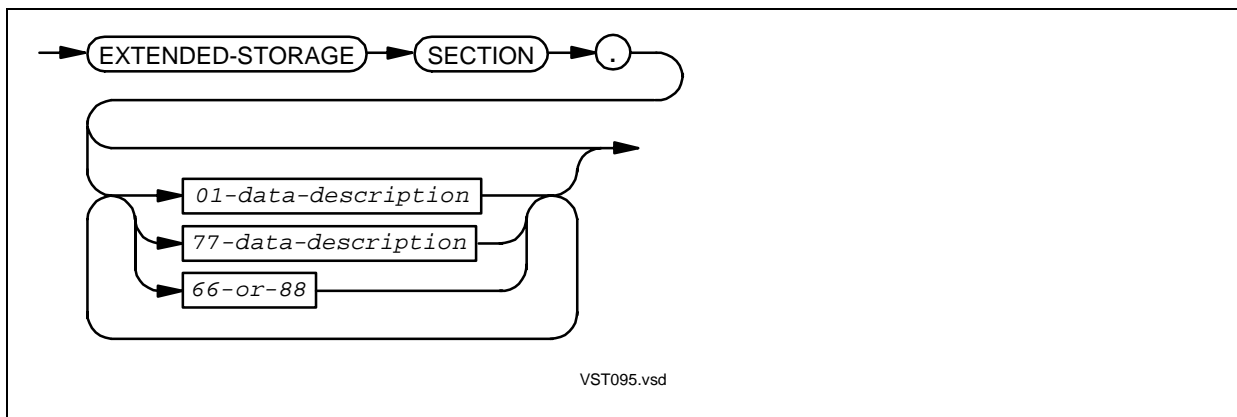 EXTENDED-STORAGE SECTION .
01-data-description
77-data-description
66-or-88
VST095.vsd